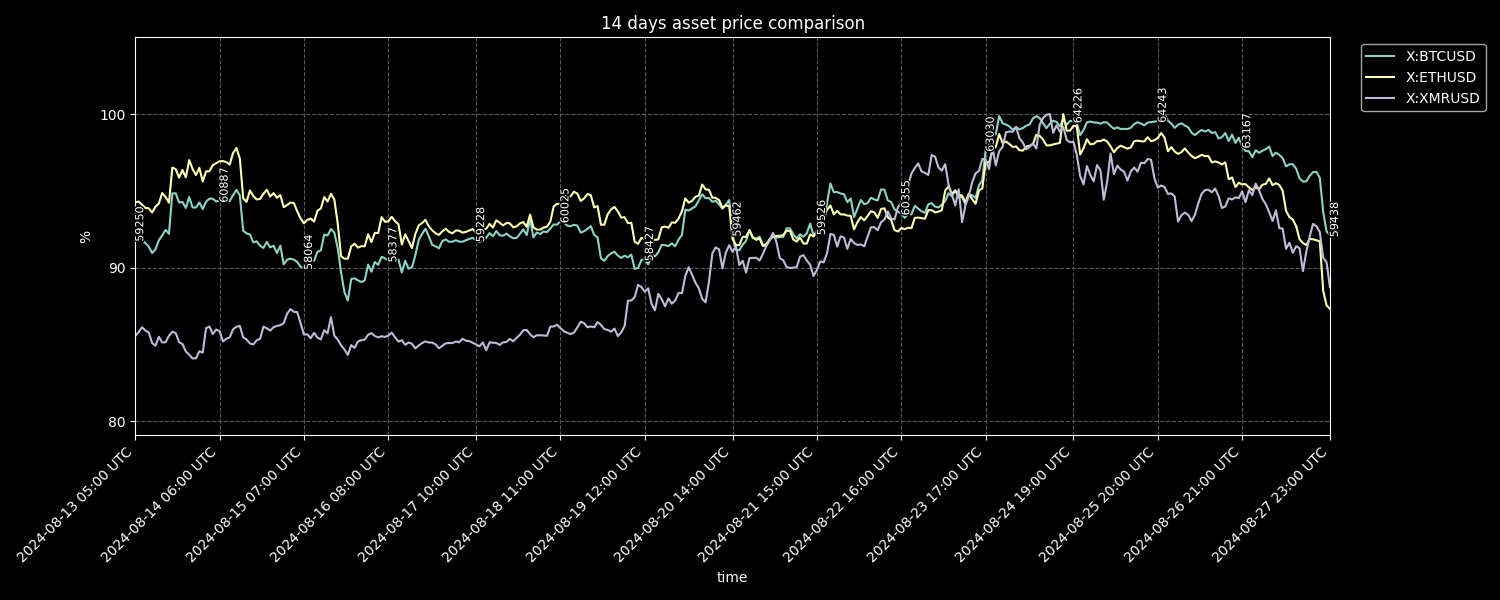 14 days asset price comparison
X:BTCUSD
X:ETHUSD
X:XMRUSD
100
90
80
%
59250
60887
58064
58377
59228
60025
58427
59462
59526
60355
63030
64226
64243
63167
59438
2024-08-13 05:00 UTC
2024-08-14 06:00 UTC
2024-08-15 07:00 UTC
2024-08-16 08:00 UTC
2024-08-17 10:00 UTC
2024-08-18 11:00 UTC
2024-08-19 12:00 UTC
2024-08-20 14:00 UTC
2024-08-21 15:00 UTC
2024-08-22 16:00 UTC
2024-08-23 17:00 UTC
2024-08-24 19:00 UTC
2024-08-25 20:00 UTC
2024-08-26 21:00 UTC
2024-08-27 23:00 UTC
time